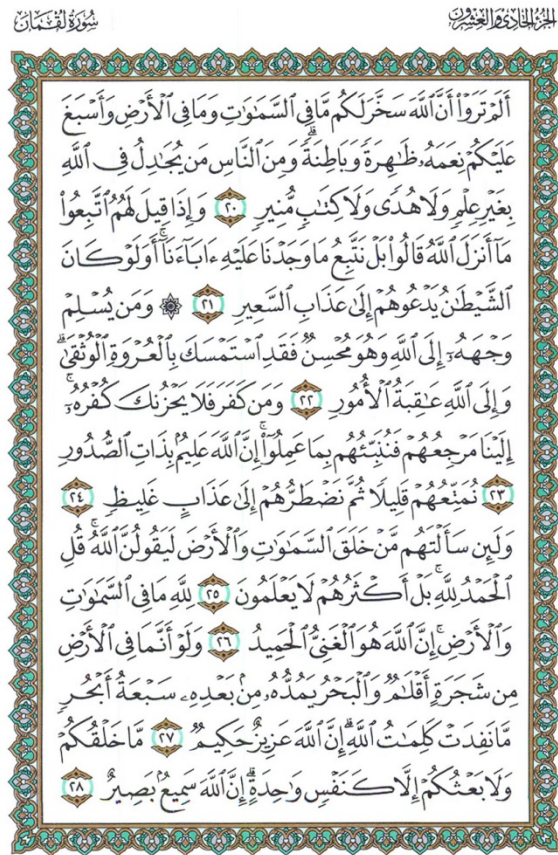 الجزء الحادي والعشرون
سورة لقمان
أَلَمْ تَرَوْا۟ أَنَّ ٱللَّهَ سَخَّرَ لَكُم مَّا فِى ٱلسَّمَـٰوَٰتِ وَمَا فِى ٱلْأَرْضِ وَأَسْبَغَ
عَلَيْكُمْ نِعَمَهُۥ ظَـٰهِرَةً وَبَاطِنَةً ۗ وَمِنَ ٱلنَّاسِ مَن يُجَـٰدِلُ فِى ٱللَّهِ
بِغَيْرِ عِلْمٍ وَلَا هُدًى وَلَا كِتَـٰبٍ مُّنِيرٍ ٢٠ وَإِذَا قِيلَ لَهُمُ ٱتَّبِعُوا۟
مَآ أَنزَلَ ٱللَّهُ قَالُوا۟ بَلْ نَتَّبِعُ مَا وَجَدْنَا عَلَيْهِ ءَابَآءَنَآ ۚ أَوَلَوْ كَانَ
ٱلشَّيْطَـٰنُ يَدْعُوهُمْ إِلَىٰ عَذَابِ ٱلسَّعِيرِ ٢١ ۞ وَمَن يُسْلِمْ
وَجْهَهُۥٓ إِلَى ٱللَّهِ وَهُوَ مُحْسِنٌ فَقَدِ ٱسْتَمْسَكَ بِٱلْعُرْوَةِ ٱلْوُثْقَىٰ ۗ
وَإِلَى ٱللَّهِ عَـٰقِبَةُ ٱلْأُمُورِ ٢٢ وَمَن كَفَرَ فَلَا يَحْزُنكَ كُفْرُهُۥٓ ۚ
إِلَيْنَا مَرْجِعُهُمْ فَنُنَبِّئُهُم بِمَا عَمِلُوٓا۟ ۚ إِنَّ ٱللَّهَ عَلِيمٌۢ بِذَاتِ ٱلصُّدُورِ
٢٣ نُمَتِّعُهُمْ قَلِيلًا ثُمَّ نَضْطَرُّهُمْ إِلَىٰ عَذَابٍ غَلِيظٍ ٢٤
وَلَئِن سَأَلْتَهُم مَّنْ خَلَقَ ٱلسَّمَـٰوَٰتِ وَٱلْأَرْضَ لَيَقُولُنَّ ٱللَّهُ ۚ قُلِ
ٱلْحَمْدُ لِلَّهِ ۚ بَلْ أَكْثَرُهُمْ لَا يَعْلَمُونَ ٢٥ لِلَّهِ مَا فِى ٱلسَّمَـٰوَٰتِ
وَٱلْأَرْضِ ۚ إِنَّ ٱللَّهَ هُوَ ٱلْغَنِىُّ ٱلْحَمِيدُ ٢٦ وَلَوْ أَنَّمَا فِى ٱلْأَرْضِ
مِن شَجَرَةٍ أَقْلَـٰمٌ وَٱلْبَحْرُ يَمُدُّهُۥ مِنۢ بَعْدِهِۦ سَبْعَةُ أَبْحُرٍ
مَّا نَفِدَتْ كَلِمَـٰتُ ٱللَّهِ ۗ إِنَّ ٱللَّهَ عَزِيزٌ حَكِيمٌ ٢٧ مَّا خَلْقُكُمْ
وَلَا بَعْثُكُمْ إِلَّا كَنَفْسٍ وَٰحِدَةٍ ۗ إِنَّ ٱللَّهَ سَمِيعٌۢ بَصِيرٌ ٢٨